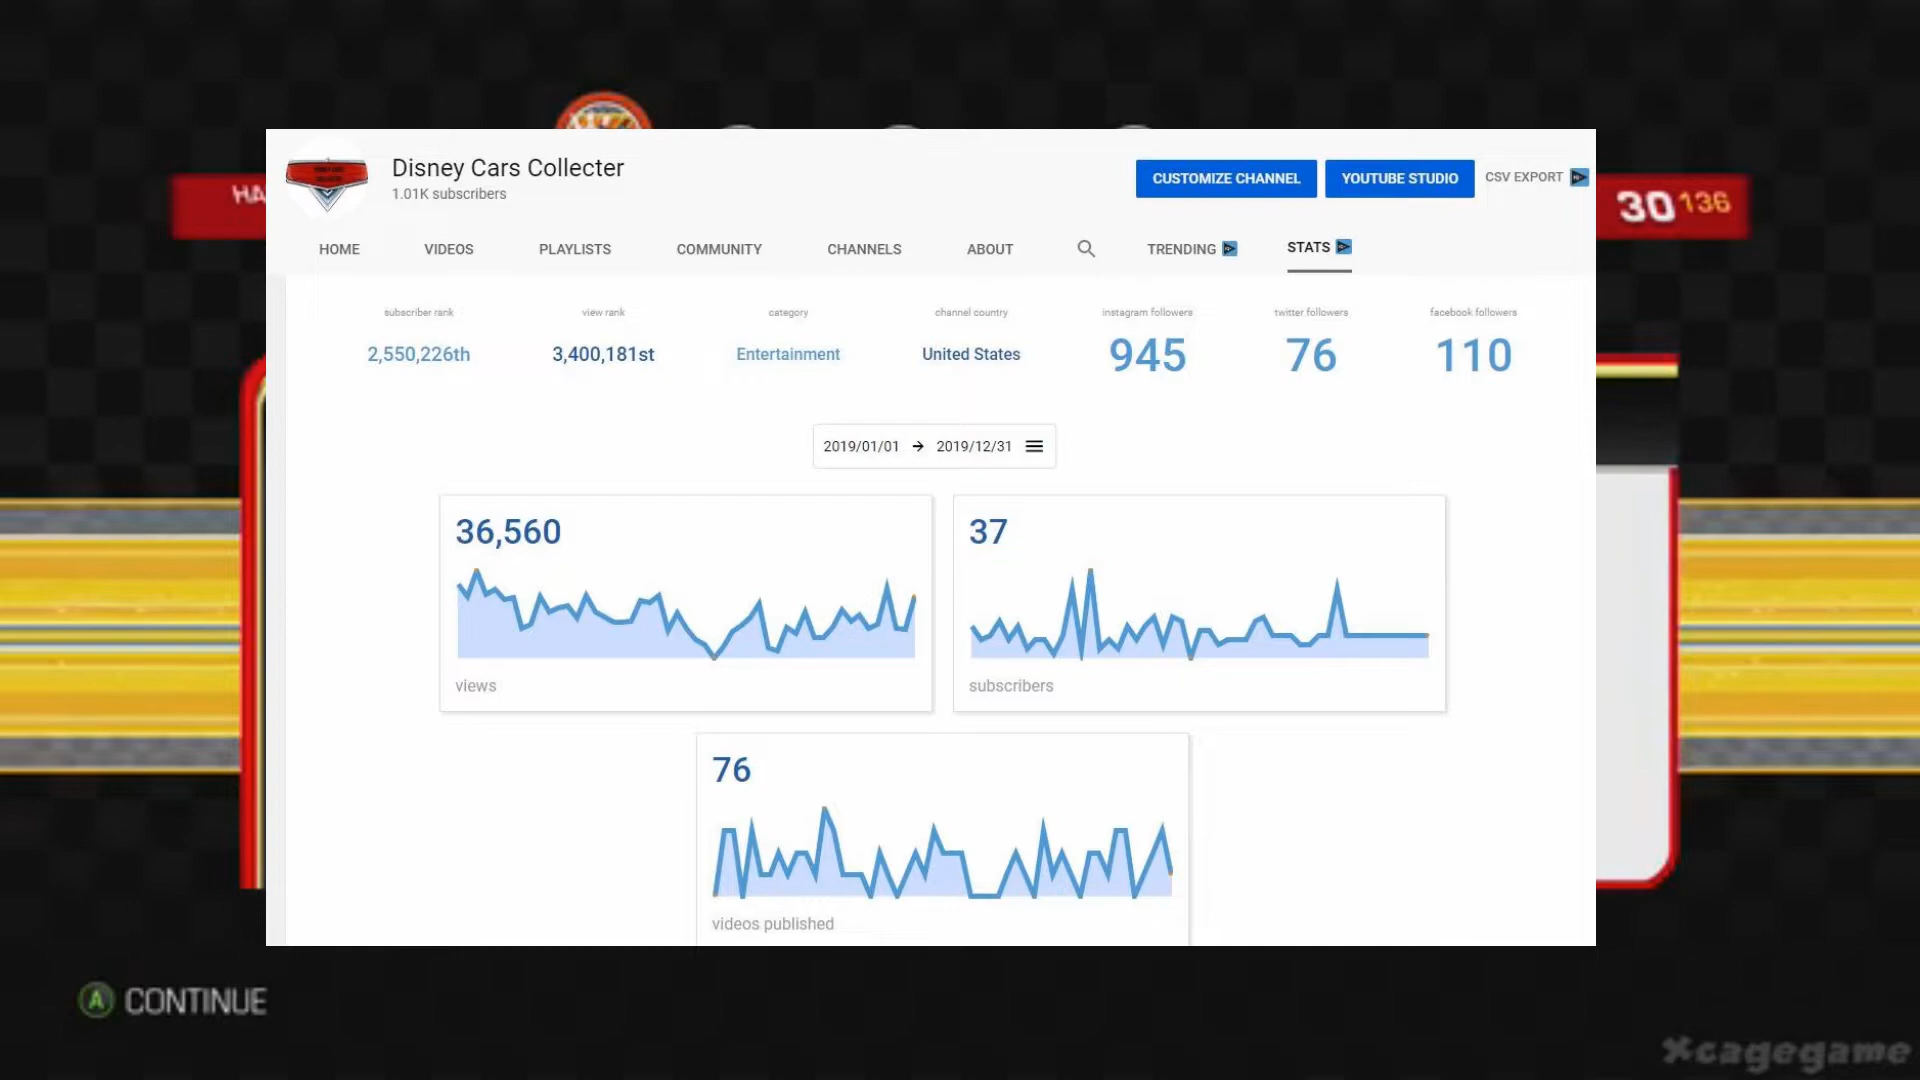 Disney Cars Collecter
1.01K subscribers
CUSTOMIZE CHANNEL
YOUTUBE STUDIO
CSV EXPORT
HA
30 136
HOME VIDEOS PLAYLISTS COMMUNITY CHANNELS ABOUT TRENDING STATS
subscriber rank view rank category channel country instagram followers twitter followers facebook followers
2,550,226th 3,400,181st Entertainment United States 945 76 110
2019/01/01 → 2019/12/31
36,560
views
37
subscribers
76
videos published
A CONTINUE
Xcagegame